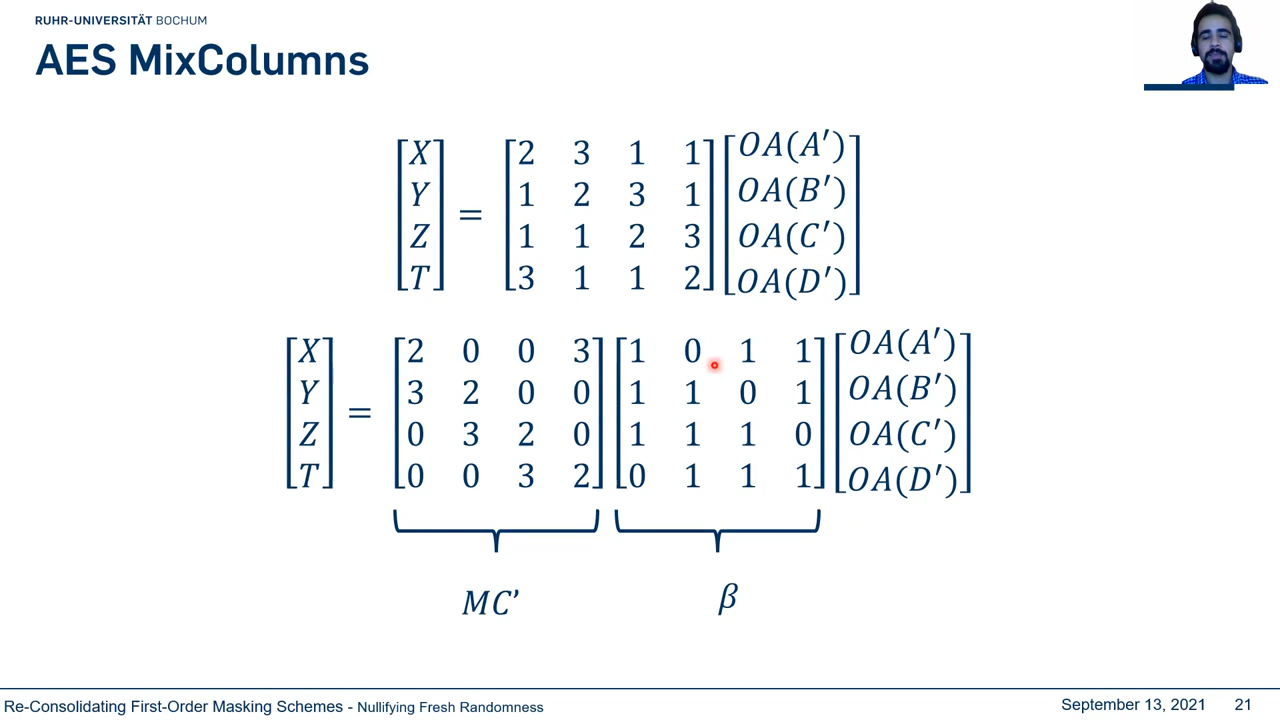 RUHR-UNIVERSITÄT BOCHUM
AES MixColumns
[X] = [2 3 1 1] [OA(A′)]
[Y] [1 2 3 1] [OA(B′)]
[Z] [1 1 2 3] [OA(C′)]
[T] [3 1 1 2] [OA(D′)]
[X] = [2 0 0 3] [1 0 1 1] [OA(A′)]
[Y] [3 2 0 0] [1 1 0 1] [OA(B′)]
[Z] [0 3 2 0] [1 1 1 0] [OA(C′)]
[T] [0 0 3 2] [0 1 1 1] [OA(D′)]
MC’ β
Re-Consolidating First-Order Masking Schemes - Nullifying Fresh Randomness September 13, 2021 21